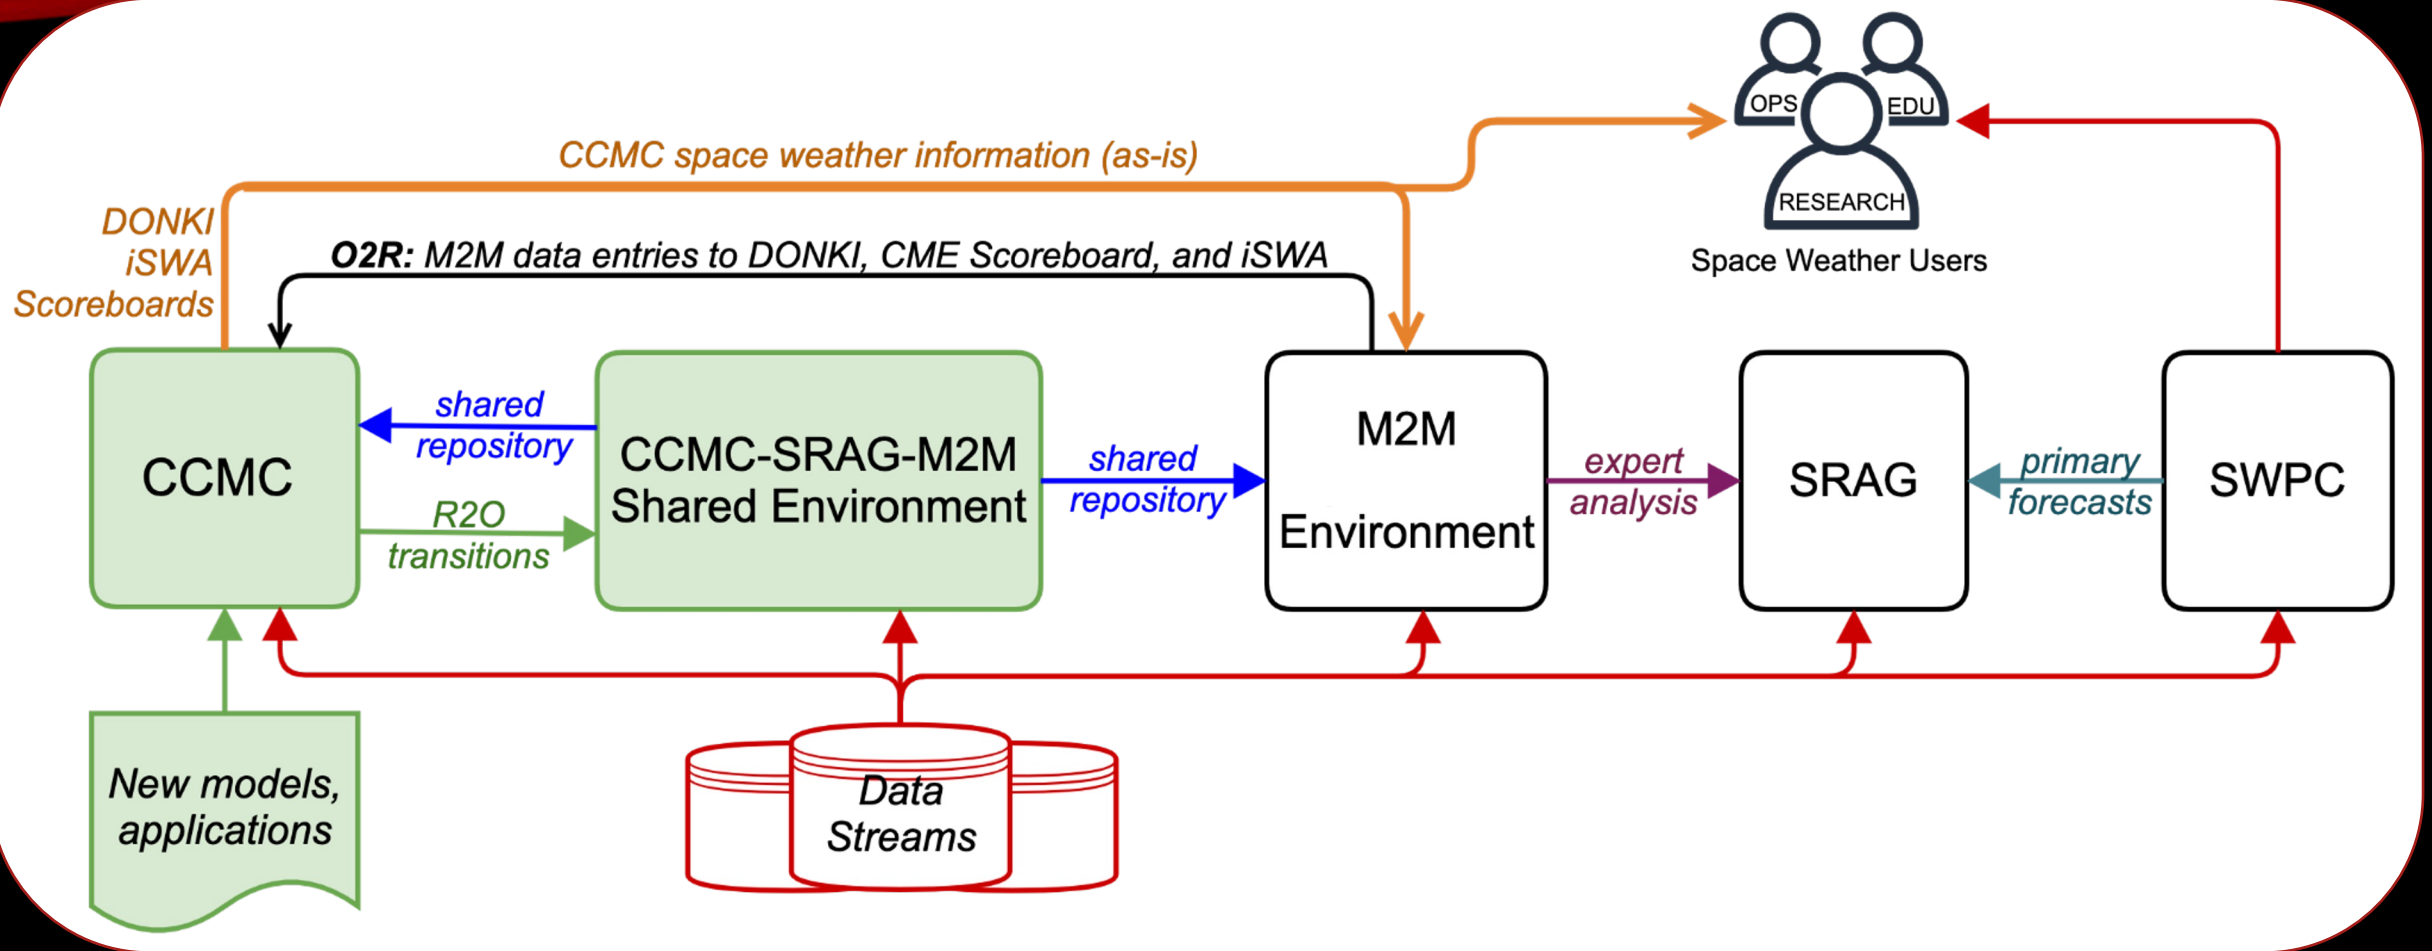 OPS
EDU
RESEARCH
Space Weather Users
CCMC space weather information (as-is)
DONKI
iSWA
Scoreboards
O2R: M2M data entries to DONKI, CME Scoreboard, and iSWA
CCMC
shared
repository
R2O
transitions
CCMC-SRAG-M2M
Shared Environment
shared
repository
M2M
Environment
expert
analysis
SRAG
primary
forecasts
SWPC
New models,
applications
Data
Streams